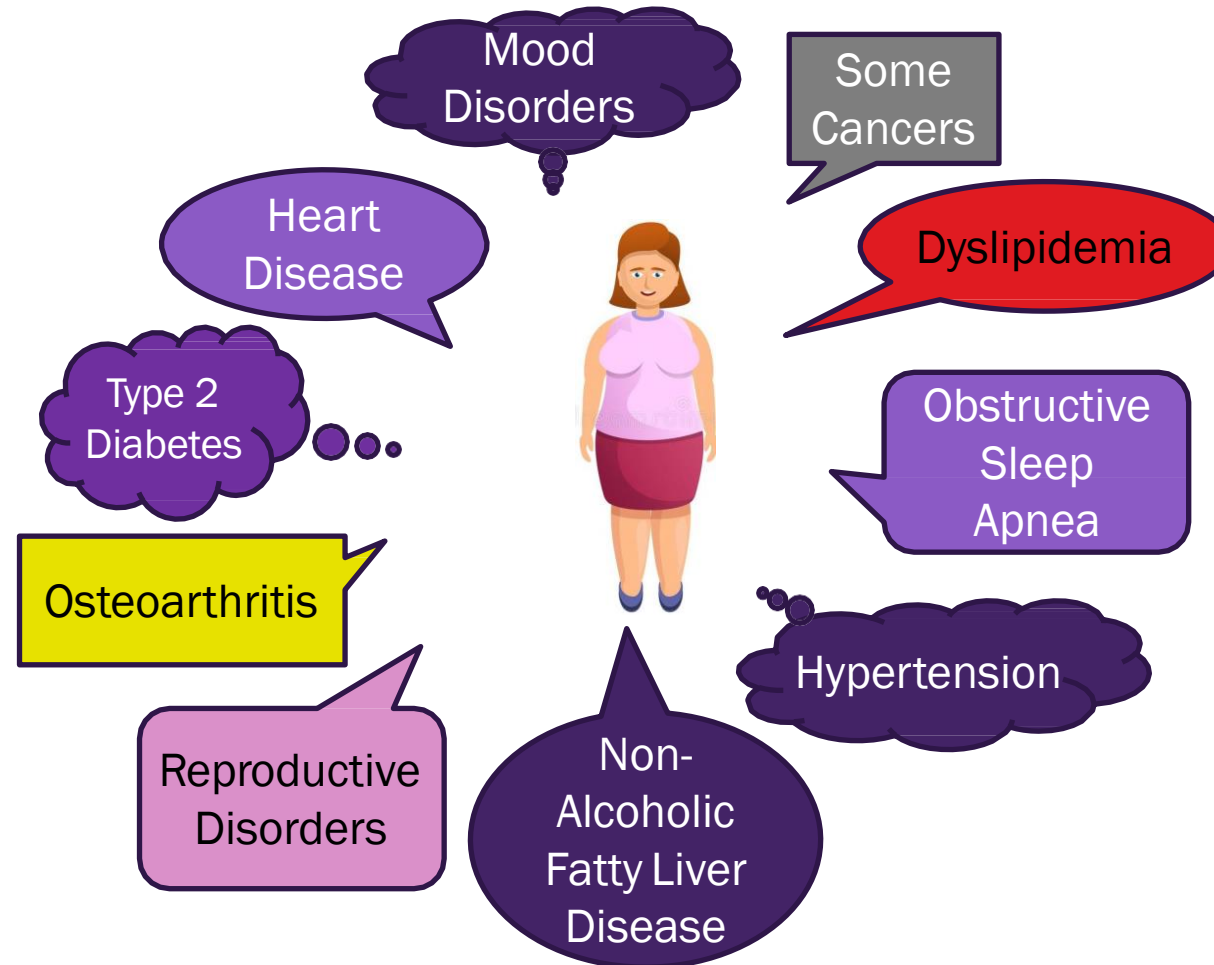 Mood
Disorders
Some
Cancers
Heart
Disease
Dyslipidemia
Type 2
Diabetes
Obstructive
Sleep
Apnea
Osteoarthritis
Hypertension
Reproductive
Disorders
Non-
Alcoholic
Fatty Liver
Disease